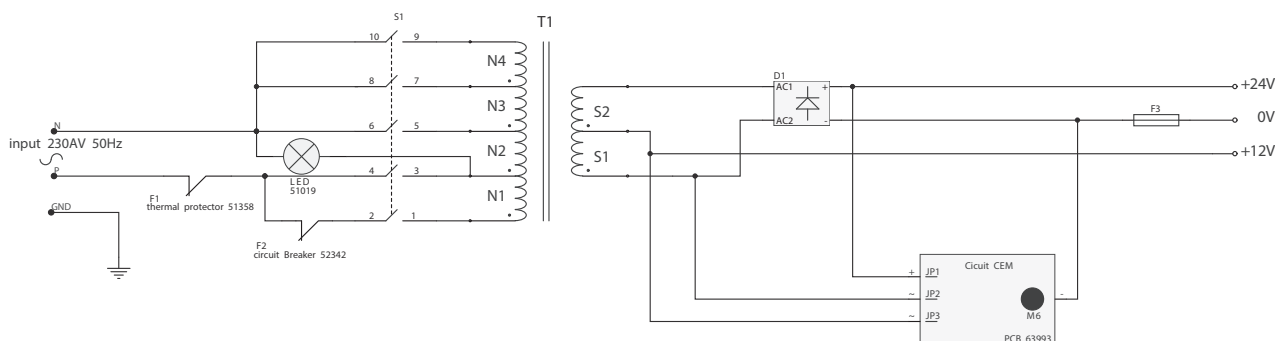 S1
T1
10 9
N4
8 7
N3
6 5
N2
4 3
N1
2 1
N
input 230AV 50Hz
P
GND
F1
thermal protector 51358
LED
51019
F2
circuit Breaker 52342
S2
S1
D1
AC1 +
AC2 -
+24V
F3
0V
+12V
Cicuit CEM
+ JP1
~ JP2
~ JP3
-
M6
PCB 63993